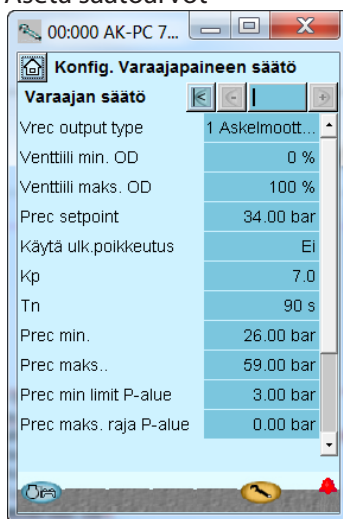 Aseta säätöarvot
00:000 AK-PC 7...
Konfig. Varaajapaineen säätö
Varaajan säätö
Vrec output type 1 Askelmoott...
Venttiili min. OD 0 %
Venttiili maks. OD 100 %
Prec setpoint 34.00 bar
Käytä ulk.poikkeutus Ei
Kp 7.0
Tn 90 s
Prec min. 26.00 bar
Prec maks.. 59.00 bar
Prec min limit P-alue 3.00 bar
Prec maks. raja P-alue 0.00 bar